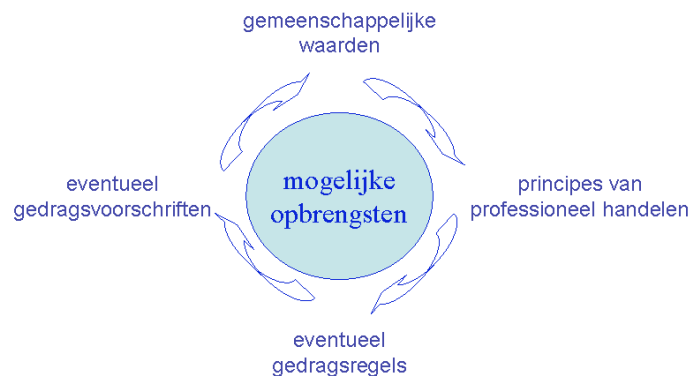 gemeenschappelijke
waarden
eventueel
gedragsvoorschriften
mogelijke
opbrengsten
principes van
professioneel handelen
eventueel
gedragsregels